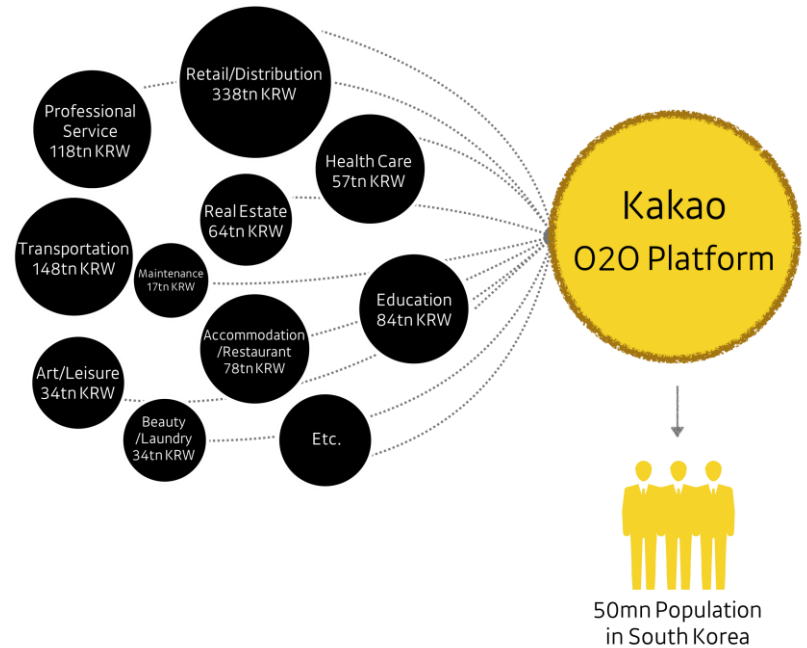 Retail/Distribution
338tn KRW
Professional
Service
118tn KRW
Health Care
57tn KRW
Real Estate
64tn KRW
Transportation
148tn KRW
Maintenance
17tn KRW
Education
84tn KRW
Accommodation
/Restaurant
78tn KRW
Art/Leisure
34tn KRW
Beauty
/Laundry
34tn KRW
Etc.
Kakao
O2O Platform
50mn Population
in South Korea